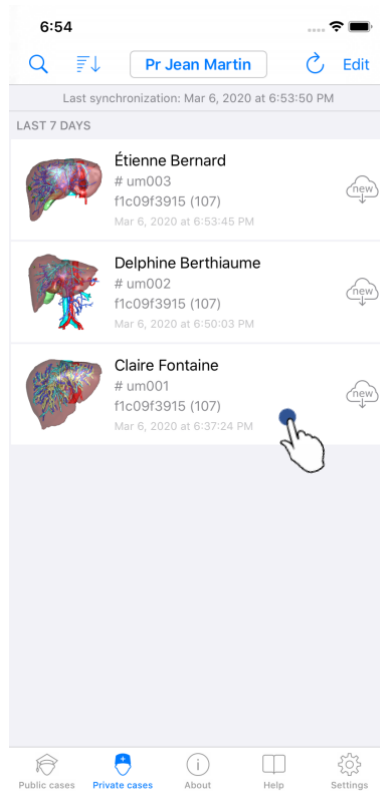 6:54
Pr Jean Martin
Edit
Last synchronization: Mar 6, 2020 at 6:53:50 PM
LAST 7 DAYS
Étienne Bernard
# um003
f1c09f3915 (107)
Mar 6, 2020 at 6:53:45 PM
new
Delphine Berthiaume
# um002
f1c09f3915 (107)
Mar 6, 2020 at 6:50:03 PM
new
Claire Fontaine
# um001
f1c09f3915 (107)
Mar 6, 2020 at 6:37:24 PM
new
Public cases
Private cases
About
Help
Settings